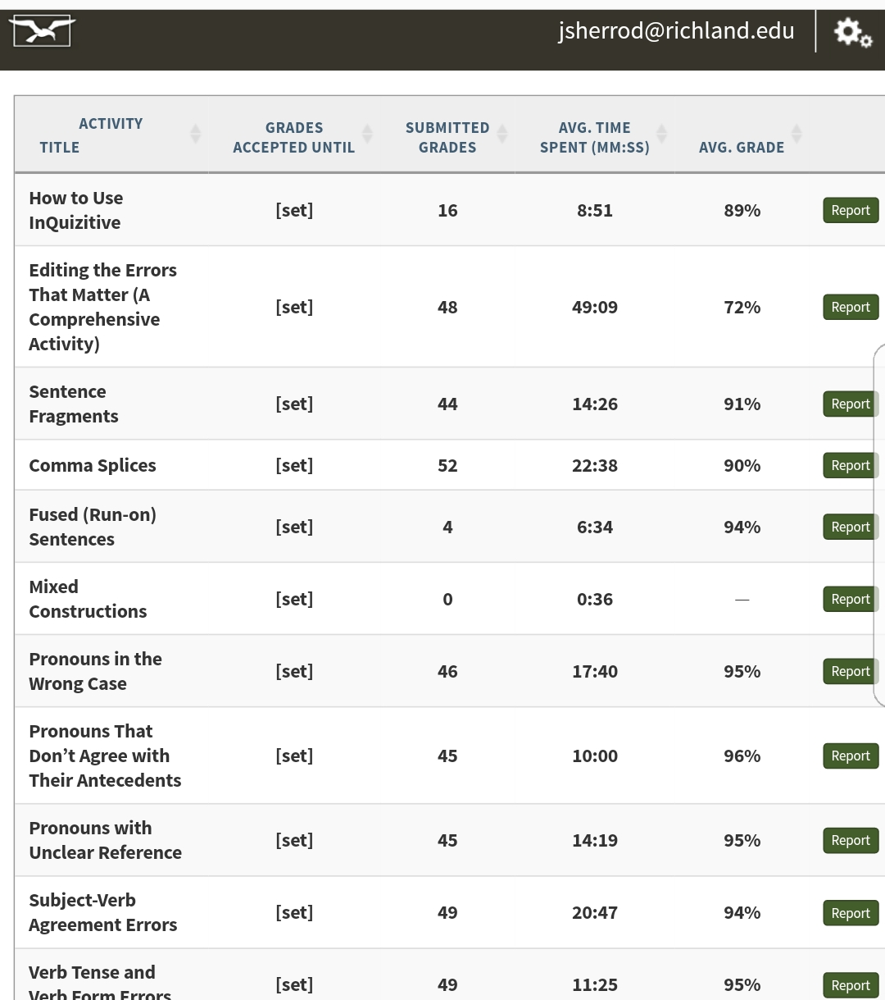 jsherrod@richland.edu
ACTIVITY
TITLE
GRADES
ACCEPTED UNTIL
SUBMITTED
GRADES
AVG. TIME
SPENT (MM:SS)
AVG. GRADE
How to Use
InQuizitive
[set]
16
8:51
89%
Report
Editing the Errors
That Matter (A
Comprehensive
Activity)
[set]
48
49:09
72%
Report
Sentence
Fragments
[set]
44
14:26
91%
Report
Comma Splices
[set]
52
22:38
90%
Report
Fused (Run-on)
Sentences
[set]
4
6:34
94%
Report
Mixed
Constructions
[set]
0
0:36
—
Report
Pronouns in the
Wrong Case
[set]
46
17:40
95%
Report
Pronouns That
Don’t Agree with
Their Antecedents
[set]
45
10:00
96%
Report
Pronouns with
Unclear Reference
[set]
45
14:19
95%
Report
Subject-Verb
Agreement Errors
[set]
49
20:47
94%
Report
Verb Tense and
Verb Form Errors
[set]
49
11:25
95%
Report